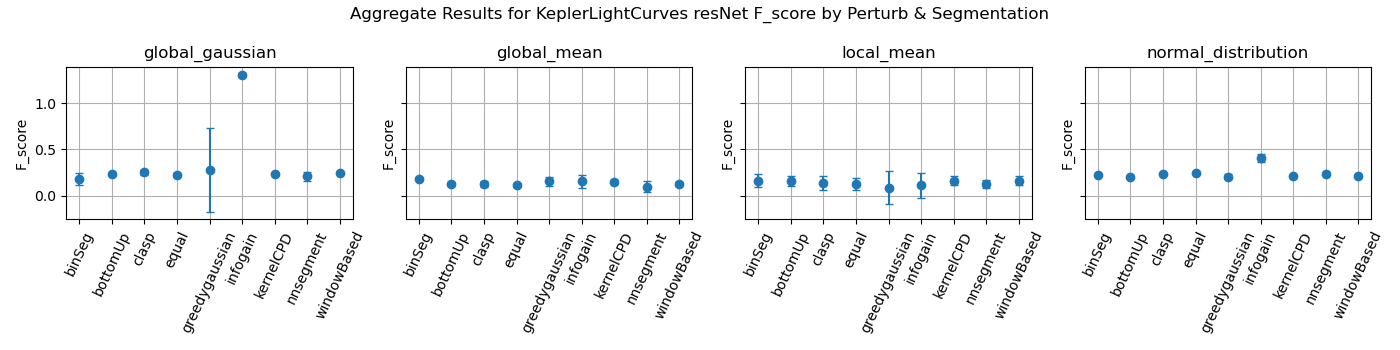 Aggregate Results for KeplerLightCurves resNet F_score by Perturb & Segmentation
global_gaussian
global_mean
local_mean
normal_distribution
F_score
1.0
0.5
0.0
F_score
F_score
F_score
binSeg
bottomUp
clasp
equal
greedygaussian
infogain
kernelCPD
nnsegment
windowBased
binSeg
bottomUp
clasp
equal
greedygaussian
infogain
kernelCPD
nnsegment
windowBased
binSeg
bottomUp
clasp
equal
greedygaussian
infogain
kernelCPD
nnsegment
windowBased
binSeg
bottomUp
clasp
equal
greedygaussian
infogain
kernelCPD
nnsegment
windowBased